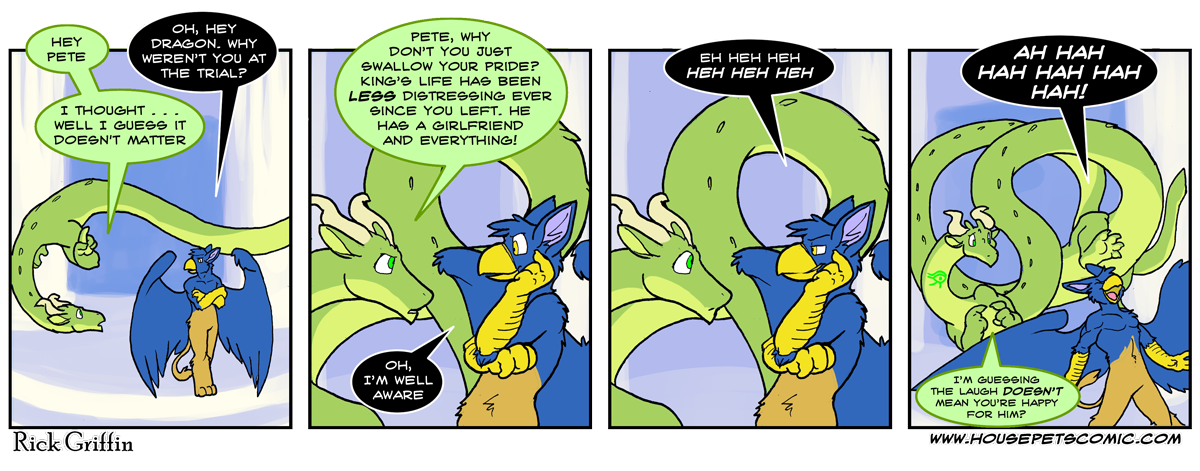 HEY
PETE
OH, HEY
DRAGON. WHY
WEREN'T YOU AT
THE TRIAL?
I THOUGHT . . .
WELL I GUESS IT
DOESN'T MATTER
PETE, WHY
DON'T YOU JUST
SWALLOW YOUR PRIDE?
KING'S LIFE HAS BEEN
LESS DISTRESSING EVER
SINCE YOU LEFT. HE
HAS A GIRLFRIEND
AND EVERYTHING!
OH,
I'M WELL
AWARE
EH HEH HEH
HEH HEH HEH
AH HAH
HAH HAH HAH
HAH!
I'M GUESSING
THE LAUGH DOESN'T
MEAN YOU'RE HAPPY
FOR HIM?
Rick Griffin
WWW.HOUSEPETSCOMIC.COM